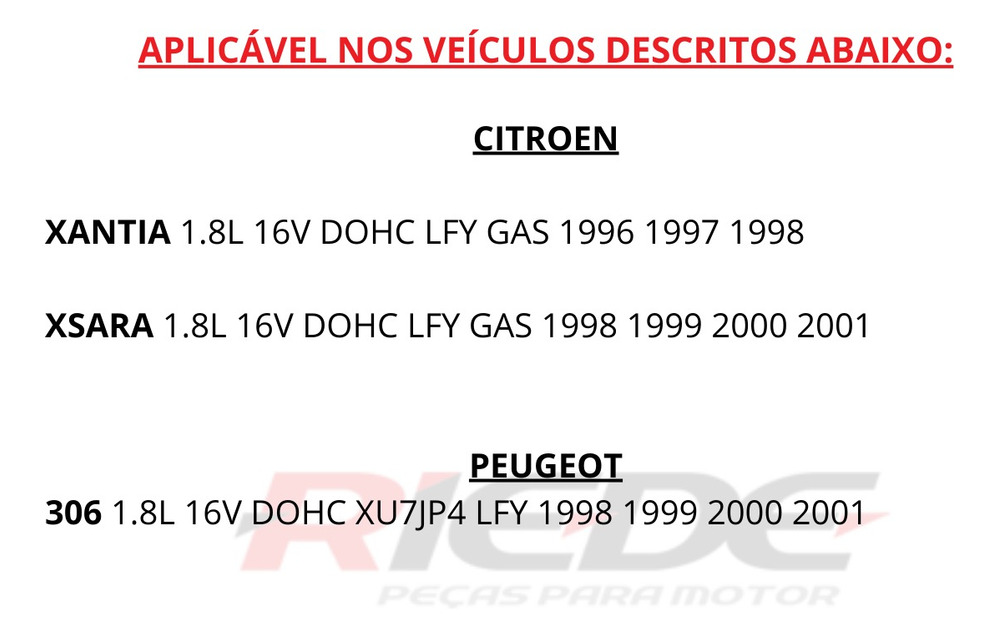 APLICÁVEL NOS VEÍCULOS DESCRITOS ABAIXO:
CITROEN
XANTIA 1.8L 16V DOHC LFY GAS 1996 1997 1998
XSARA 1.8L 16V DOHC LFY GAS 1998 1999 2000 2001
PEUGEOT
306 1.8L 16V DOHC XU7JP4 LFY 1998 1999 2000 2001
RIEDE
PEÇAS PARA MOTOR